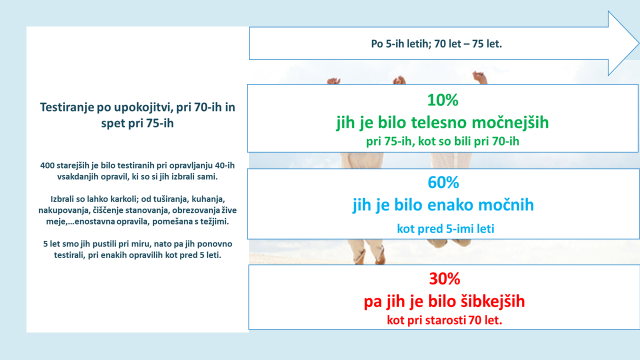 Testiranje po upokojitvi, pri 70-ih in
spet pri 75-ih
400 starejših je bilo testiranih pri opravljanju 40-ih
vsakdanjih opravil, ki so si jih izbrali sami.
Izbrali so lahko karkoli; od tuširanja, kuhanja,
nakupovanja, čiščenje stanovanja, obrezovanja žive
meje,...enostavna opravila, pomešana s težjimi.
5 let smo jih pustili pri miru, nato pa jih ponovno
testirali, pri enakih opravilih kot pred 5 leti.
Po 5-ih letih; 70 let – 75 let.
10%
jih je bilo telesno močnejših
pri 75-ih, kot so bili pri 70-ih
60%
jih je bilo enako močnih
kot pred 5-imi leti
30%
pa jih je bilo šibkejših
kot pri starosti 70 let.